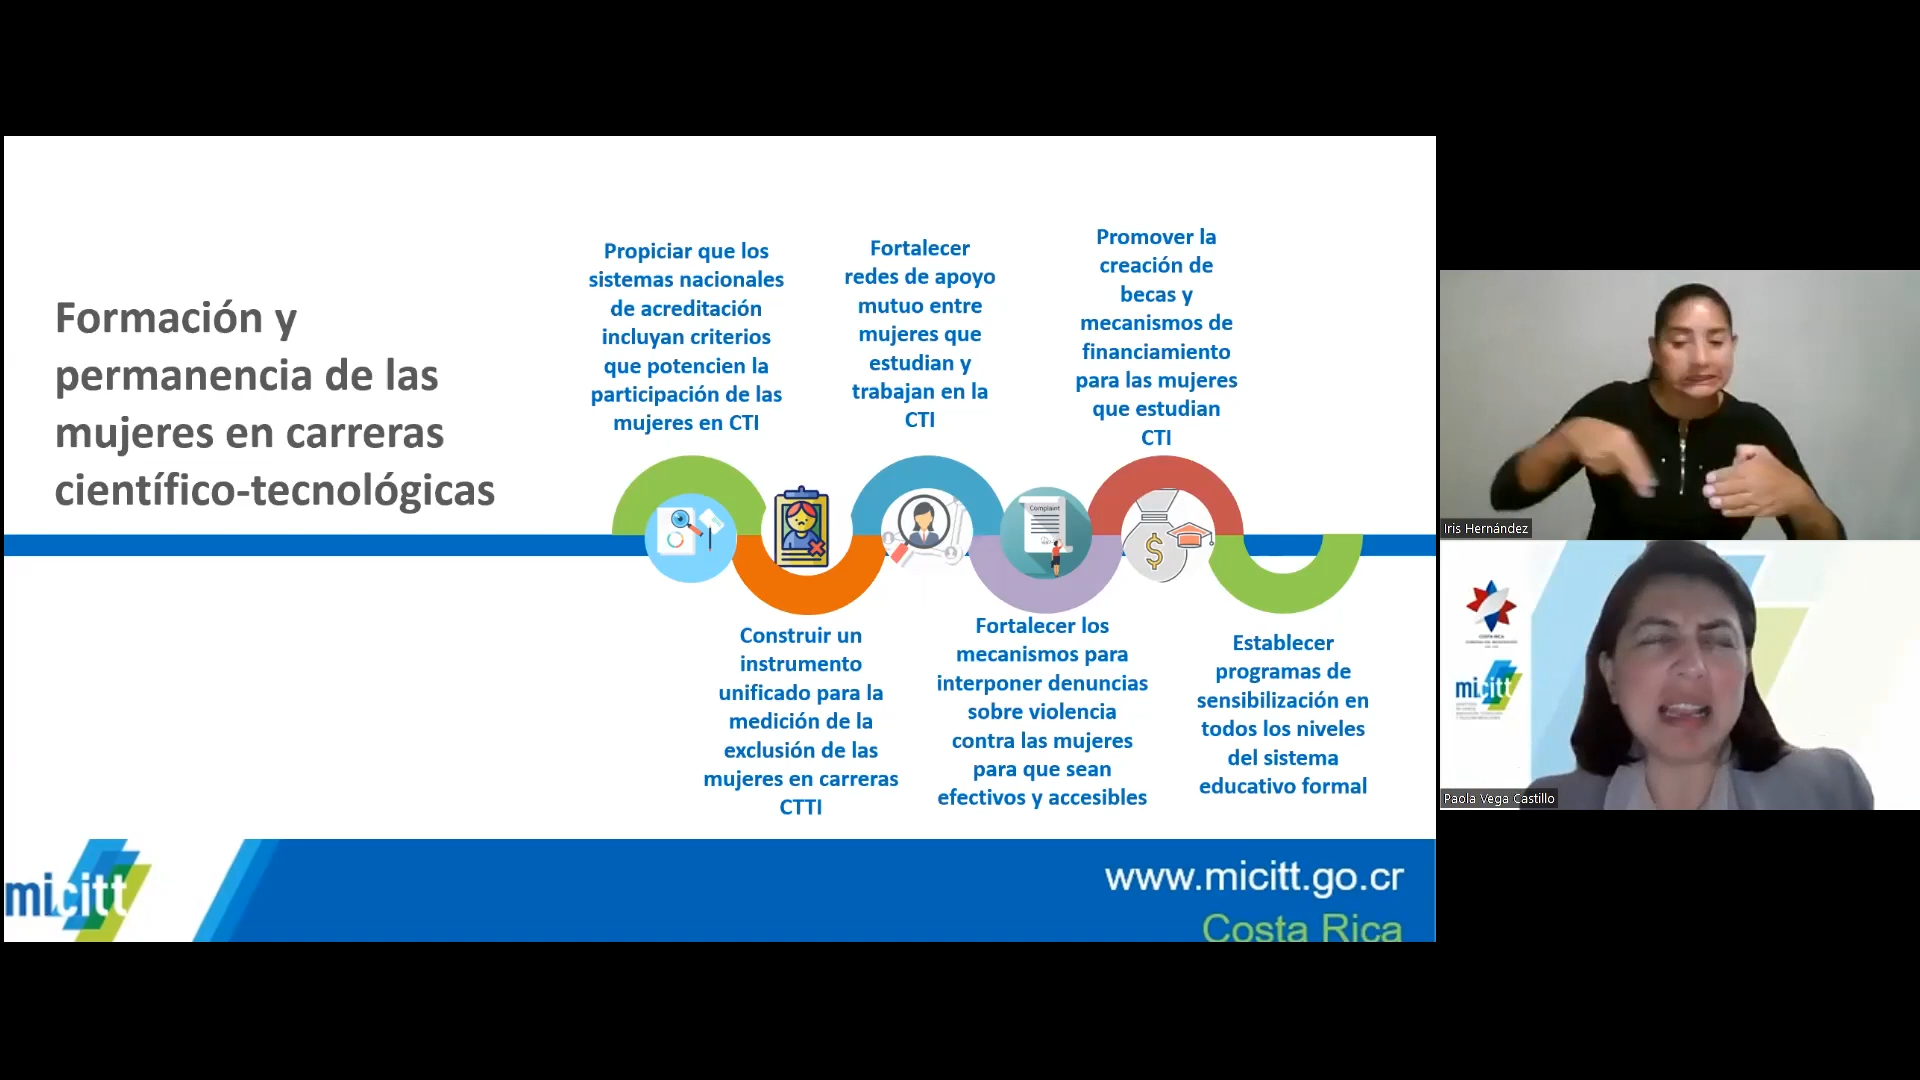 Formación y
permanencia de las
mujeres en carreras
científico-tecnológicas
Propiciar que los
sistemas nacionales
de acreditación
incluyan criterios
que potencien la
participación de las
mujeres en CTI
Fortalecer
redes de apoyo
mutuo entre
mujeres que
estudian y
trabajan en la
CTI
Promover la
creación de
becas y
mecanismos de
financiamiento
para las mujeres
que estudian
CTI
Complaint
$
Construir un
instrumento
unificado para la
medición de la
exclusión de las
mujeres en carreras
CTTI
Fortalecer los
mecanismos para
interponer denuncias
sobre violencia
contra las mujeres
para que sean
efectivos y accesibles
Establecer
programas de
sensibilización en
todos los niveles
del sistema
educativo formal
micitt
www.micitt.go.cr
Costa Rica
Iris Hernández
COSTA RICA
micitt
Paola Vega Castillo